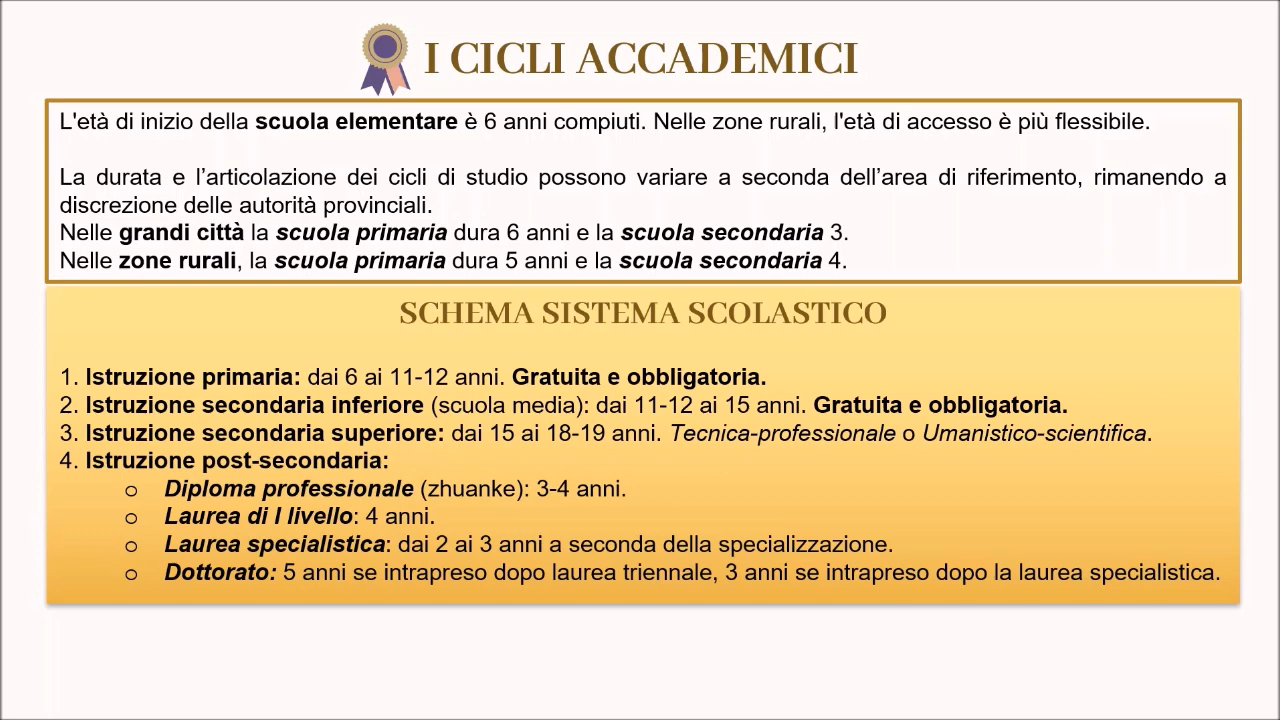 I CICLI ACCADEMICI
L'età di inizio della scuola elementare è 6 anni compiuti. Nelle zone rurali, l'età di accesso è più flessibile.
La durata e l’articolazione dei cicli di studio possono variare a seconda dell’area di riferimento, rimanendo a
discrezione delle autorità provinciali.
Nelle grandi città la scuola primaria dura 6 anni e la scuola secondaria 3.
Nelle zone rurali, la scuola primaria dura 5 anni e la scuola secondaria 4.
SCHEMA SISTEMA SCOLASTICO
1. Istruzione primaria: dai 6 ai 11-12 anni. Gratuita e obbligatoria.
2. Istruzione secondaria inferiore (scuola media): dai 11-12 ai 15 anni. Gratuita e obbligatoria.
3. Istruzione secondaria superiore: dai 15 ai 18-19 anni. Tecnica-professionale o Umanistico-scientifica.
4. Istruzione post-secondaria:
o Diploma professionale (zhuanke): 3-4 anni.
o Laurea di I livello: 4 anni.
o Laurea specialistica: dai 2 ai 3 anni a seconda della specializzazione.
o Dottorato: 5 anni se intrapreso dopo laurea triennale, 3 anni se intrapreso dopo la laurea specialistica.